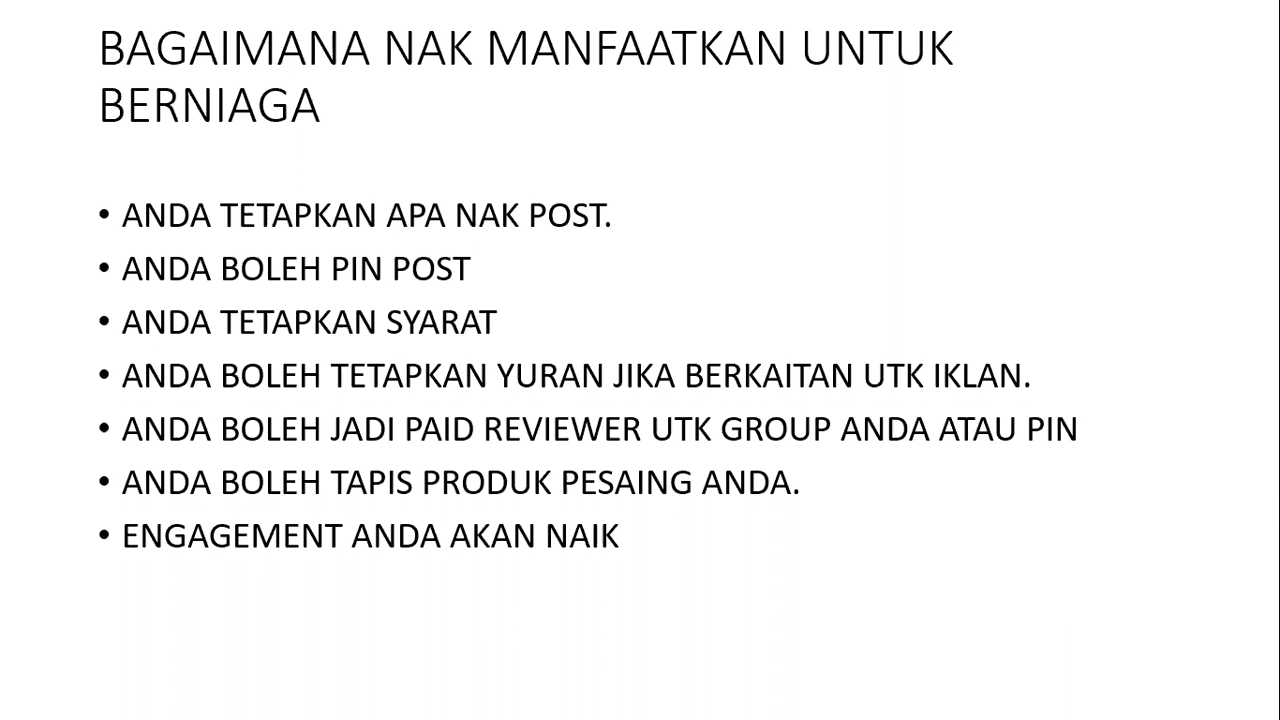 BAGAIMANA NAK MANFAATKAN UNTUK
BERNIAGA
• ANDA TETAPKAN APA NAK POST.
• ANDA BOLEH PIN POST
• ANDA TETAPKAN SYARAT
• ANDA BOLEH TETAPKAN YURAN JIKA BERKAITAN UTK IKLAN.
• ANDA BOLEH JADI PAID REVIEWER UTK GROUP ANDA ATAU PIN
• ANDA BOLEH TAPIS PRODUK PESAING ANDA.
• ENGAGEMENT ANDA AKAN NAIK